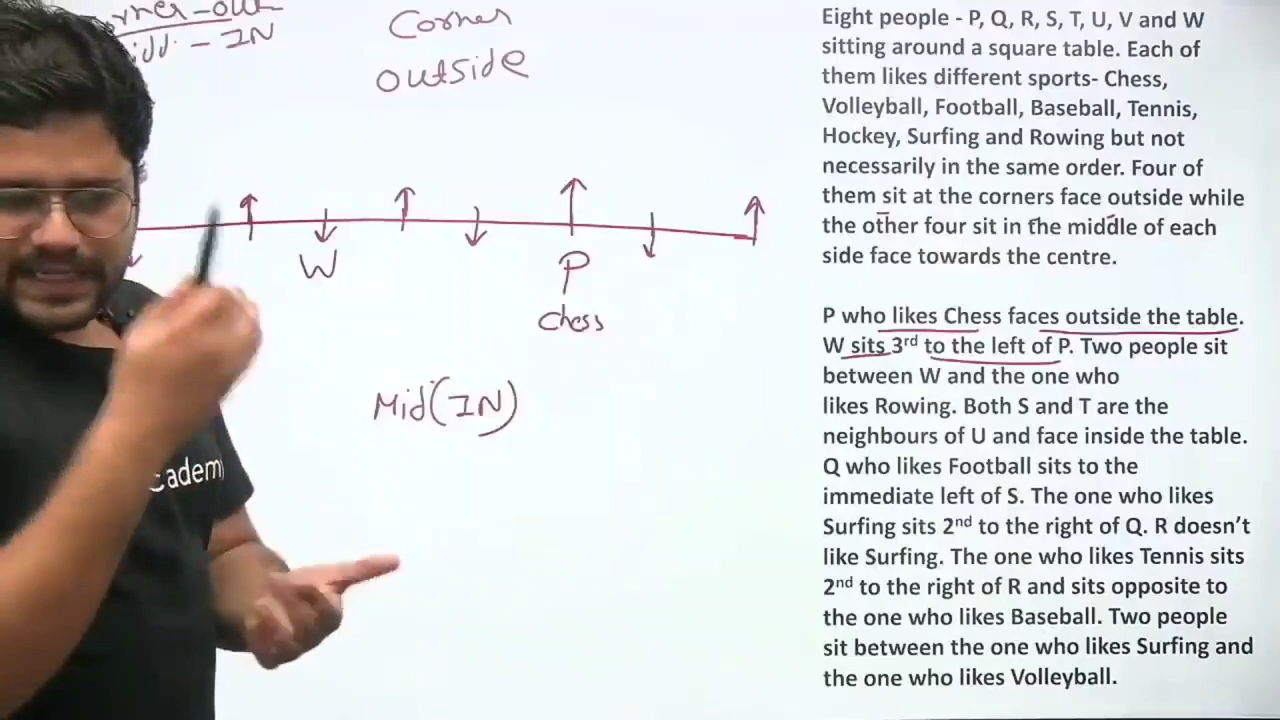 rner-out
idd. - IN
Corner
outside
W
P
chess
Mid(IN)
cademy
Eight people - P, Q, R, S, T, U, V and W
sitting around a square table. Each of
them likes different sports- Chess,
Volleyball, Football, Baseball, Tennis,
Hockey, Surfing and Rowing but not
necessarily in the same order. Four of
them sit at the corners face outside while
the other four sit in the middle of each
side face towards the centre.
P who likes Chess faces outside the table.
W sits 3rd to the left of P. Two people sit
between W and the one who
likes Rowing. Both S and T are the
neighbours of U and face inside the table.
Q who likes Football sits to the
immediate left of S. The one who likes
Surfing sits 2nd to the right of Q. R doesn't
like Surfing. The one who likes Tennis sits
2nd to the right of R and sits opposite to
the one who likes Baseball. Two people
sit between the one who likes Surfing and
the one who likes Volleyball.